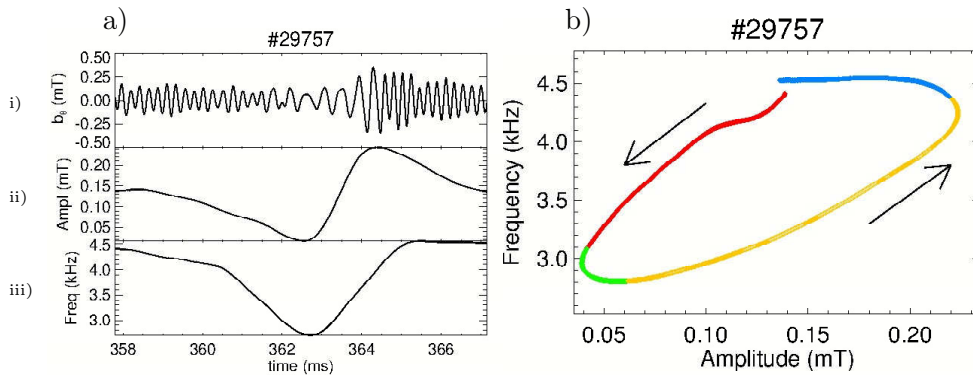 a)
#29757
i)
b_θ (mT)
0.50
0.25
0.00
-0.25
-0.50
ii)
Ampl (mT)
0.20
0.15
0.10
0.05
iii)
Freq (kHz)
4.5
4.0
3.5
3.0
358 360 362 364 366
time (ms)
b)
#29757
Frequency (kHz)
4.5
4.0
3.5
3.0
0.05 0.10 0.15 0.20
Amplitude (mT)